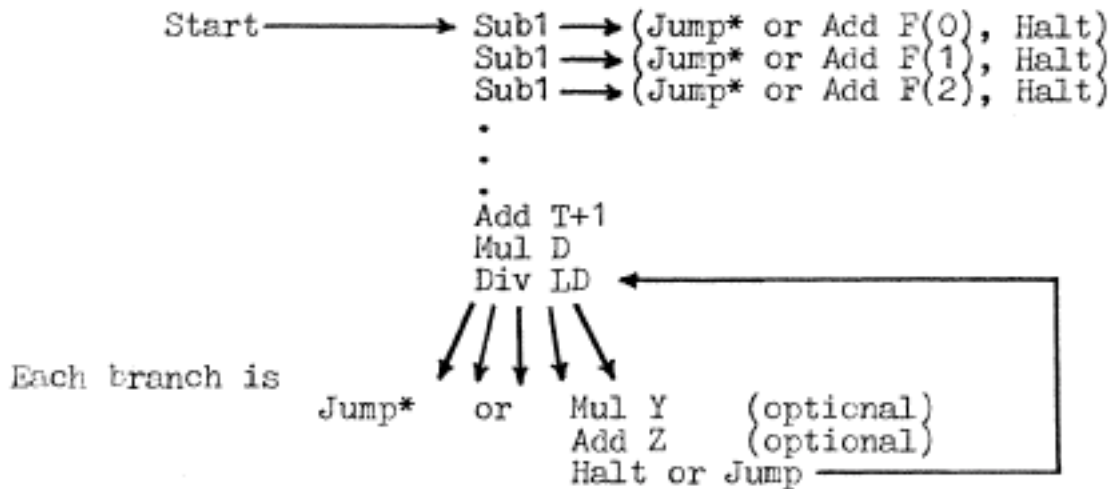 Start Sub1 (Jump* or Add F(0), Halt)
Sub1 (Jump* or Add F(1), Halt)
Sub1 (Jump* or Add F(2), Halt)
.
.
.
Add T+1
Mul D
Div LD
Each branch is
Jump* or Mul Y (optional)
Add Z (optional)
Halt or Jump